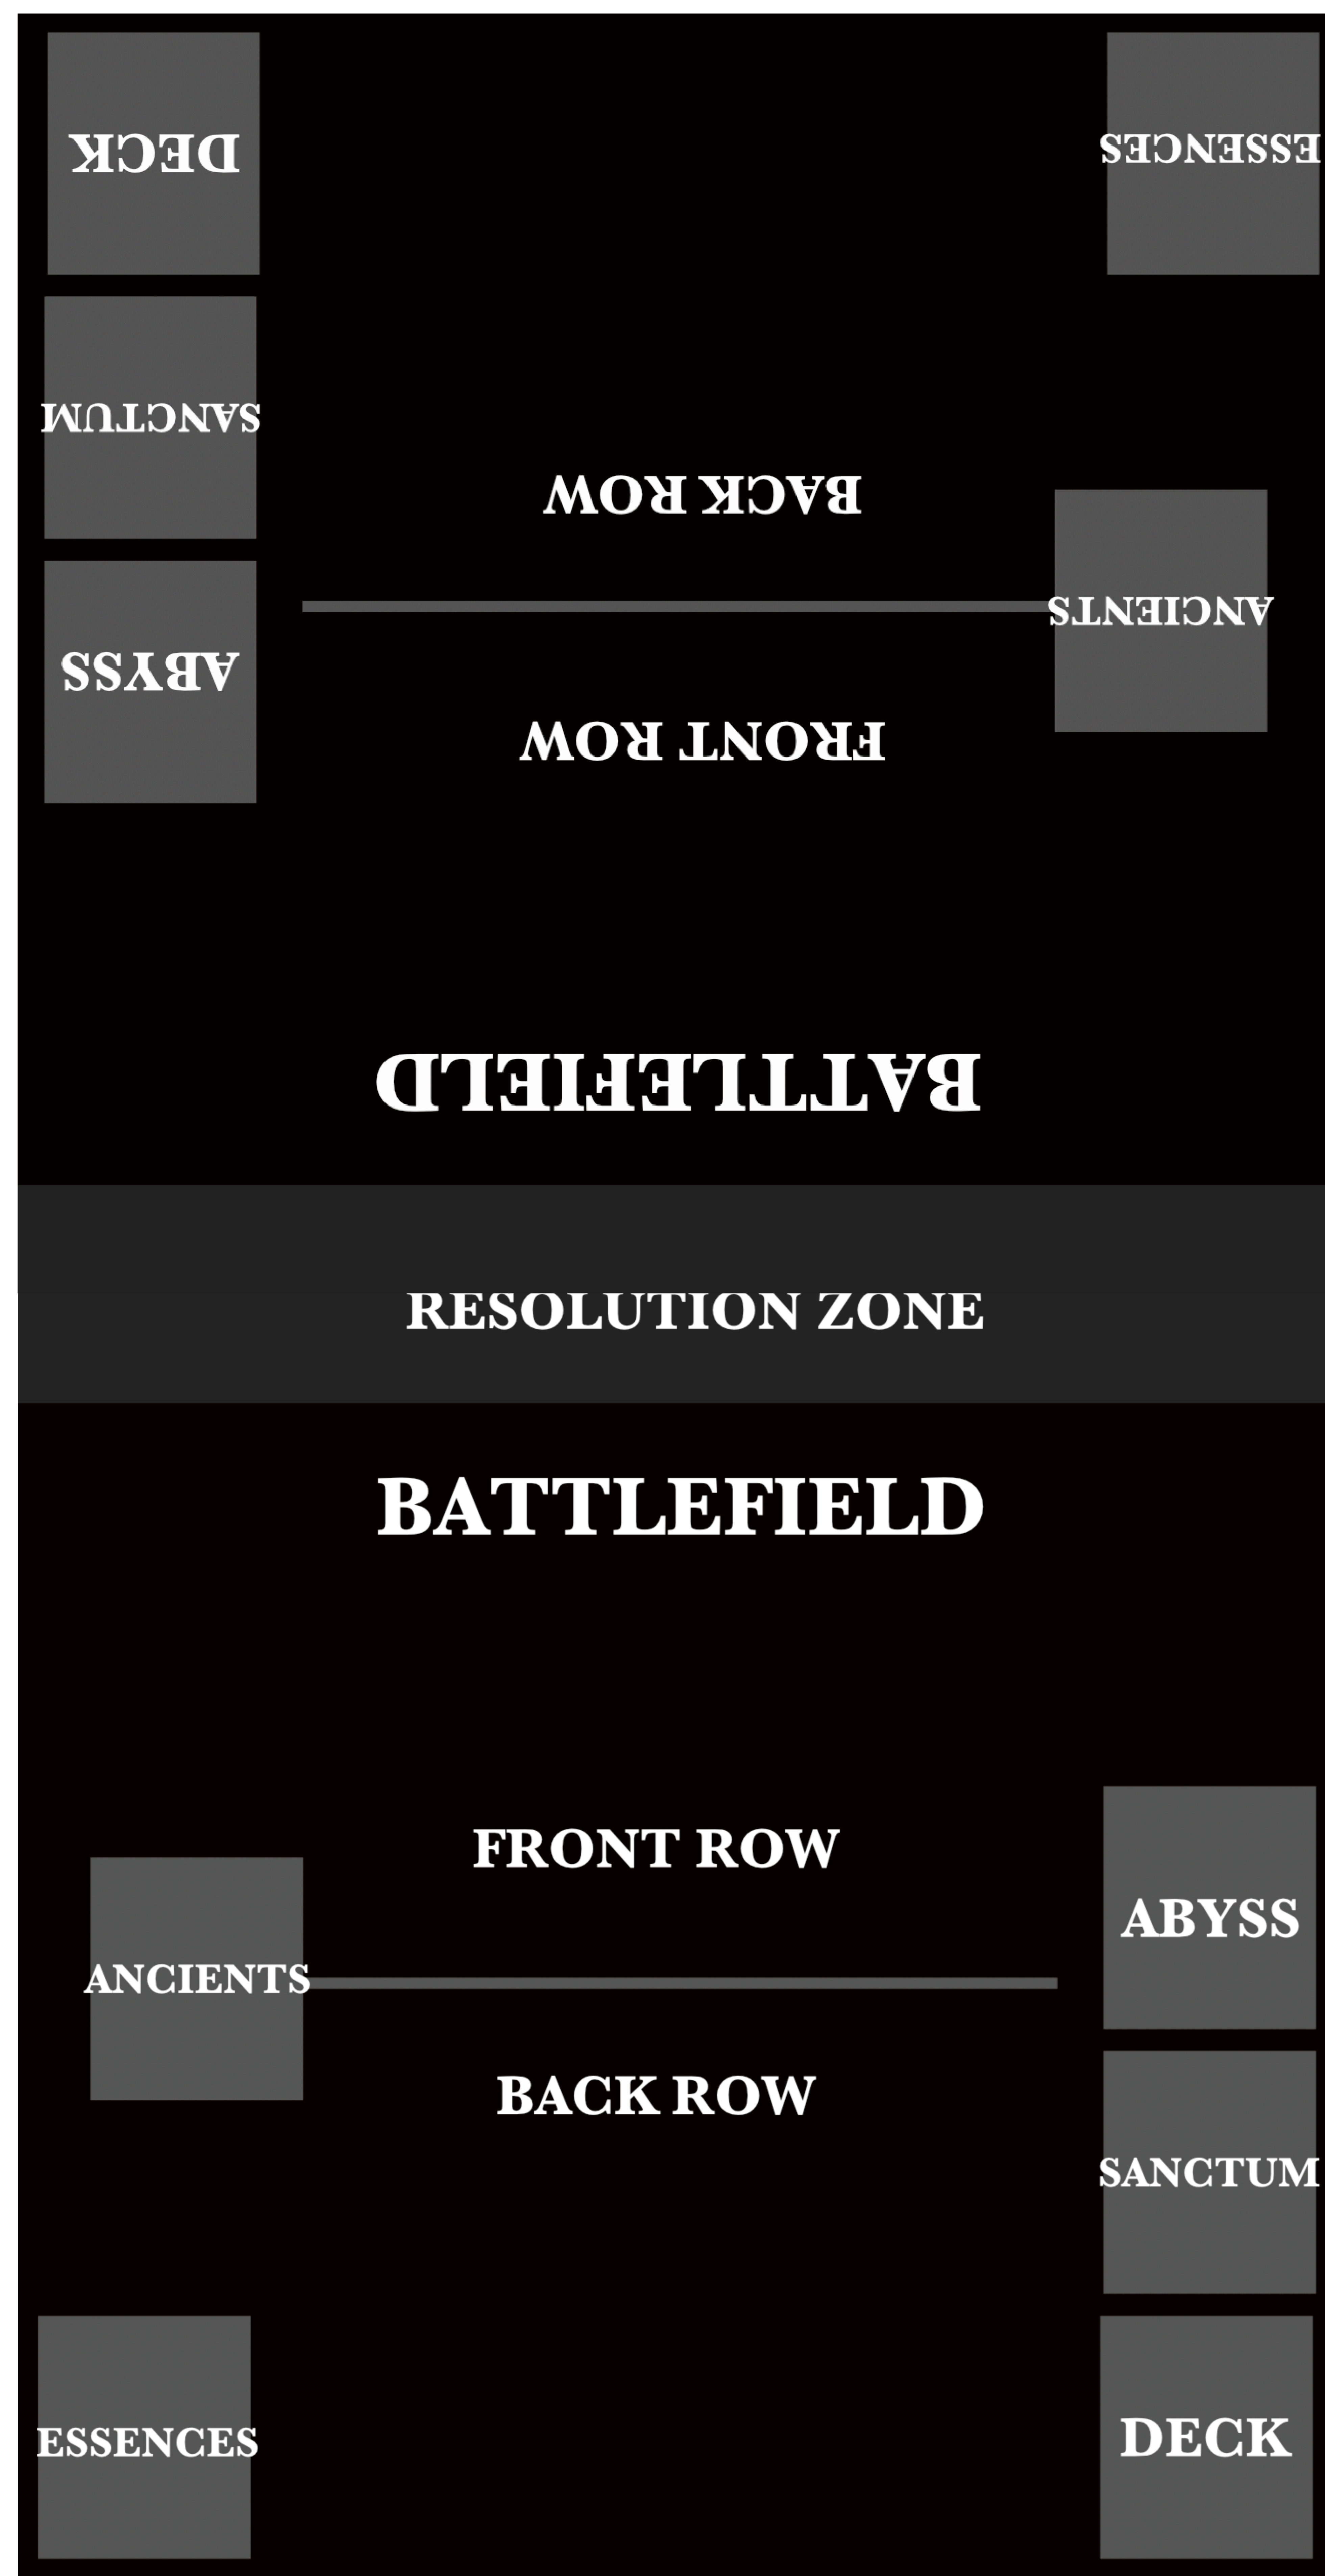 DECK
ESSENCES
SANCTUM
BACK ROW
ANCIENTS
ABYSS
FRONT ROW
BATTLEFIELD
RESOLUTION ZONE
BATTLEFIELD
FRONT ROW
ABYSS
ANCIENTS
BACK ROW
SANCTUM
ESSENCES
DECK